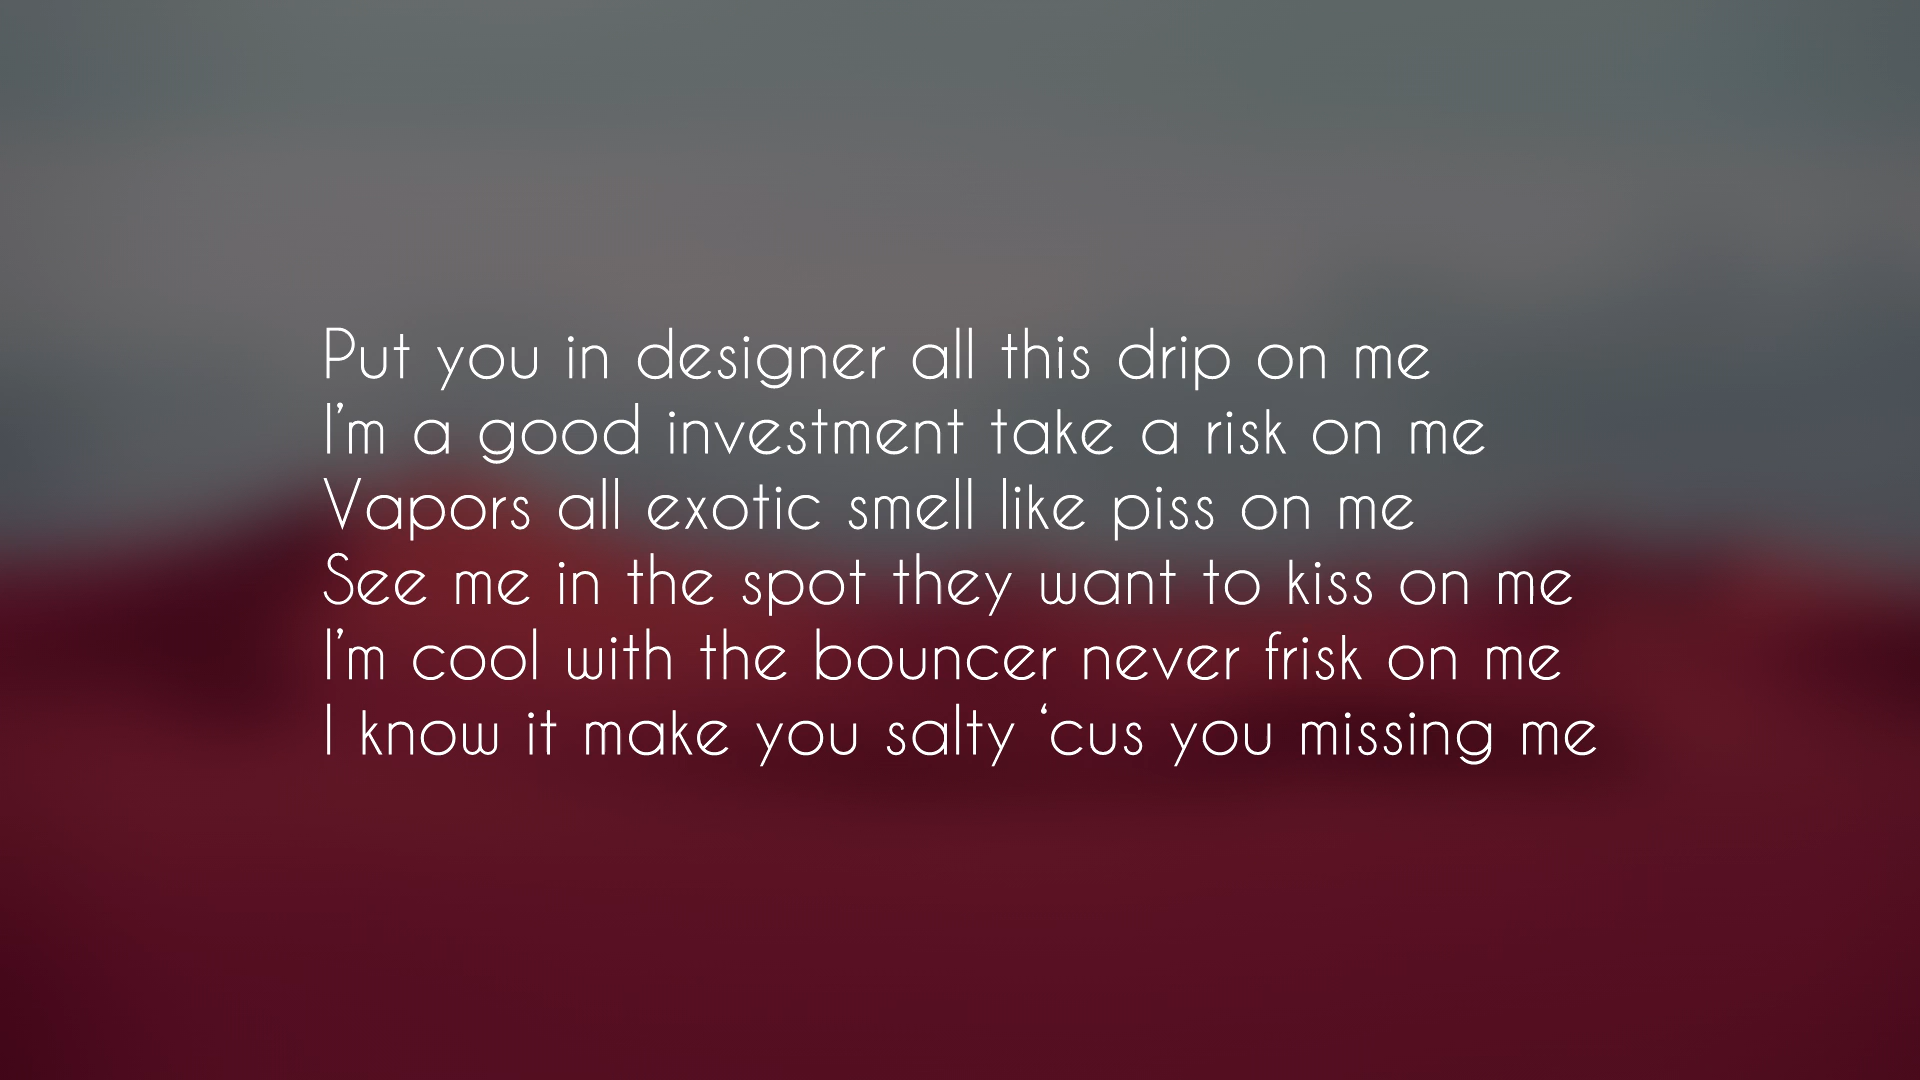 Put you in designer all this drip on me
I'm a good investment take a risk on me
Vapors all exotic smell like piss on me
See me in the spot they want to kiss on me
I'm cool with the bouncer never frisk on me
I know it make you salty ‘cus you missing me